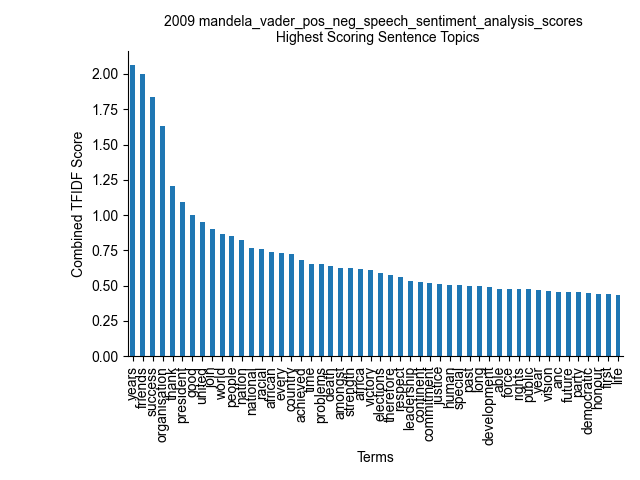 2009 mandela_vader_pos_neg_speech_sentiment_analysis_scores
Highest Scoring Sentence Topics
Combined TFIDF Score
2.00
1.75
1.50
1.25
1.00
0.75
0.50
0.25
0.00
years
friends
success
organisation
thank
president
good
united
join
world
people
nation
national
racial
african
every
country
achieved
time
problems
death
amongst
strength
africa
victory
elections
therefore
respect
leadership
continent
commitment
justice
human
special
past
long
development
able
force
rights
public
year
vision
anc
future
party
democratic
honour
first
life
Terms